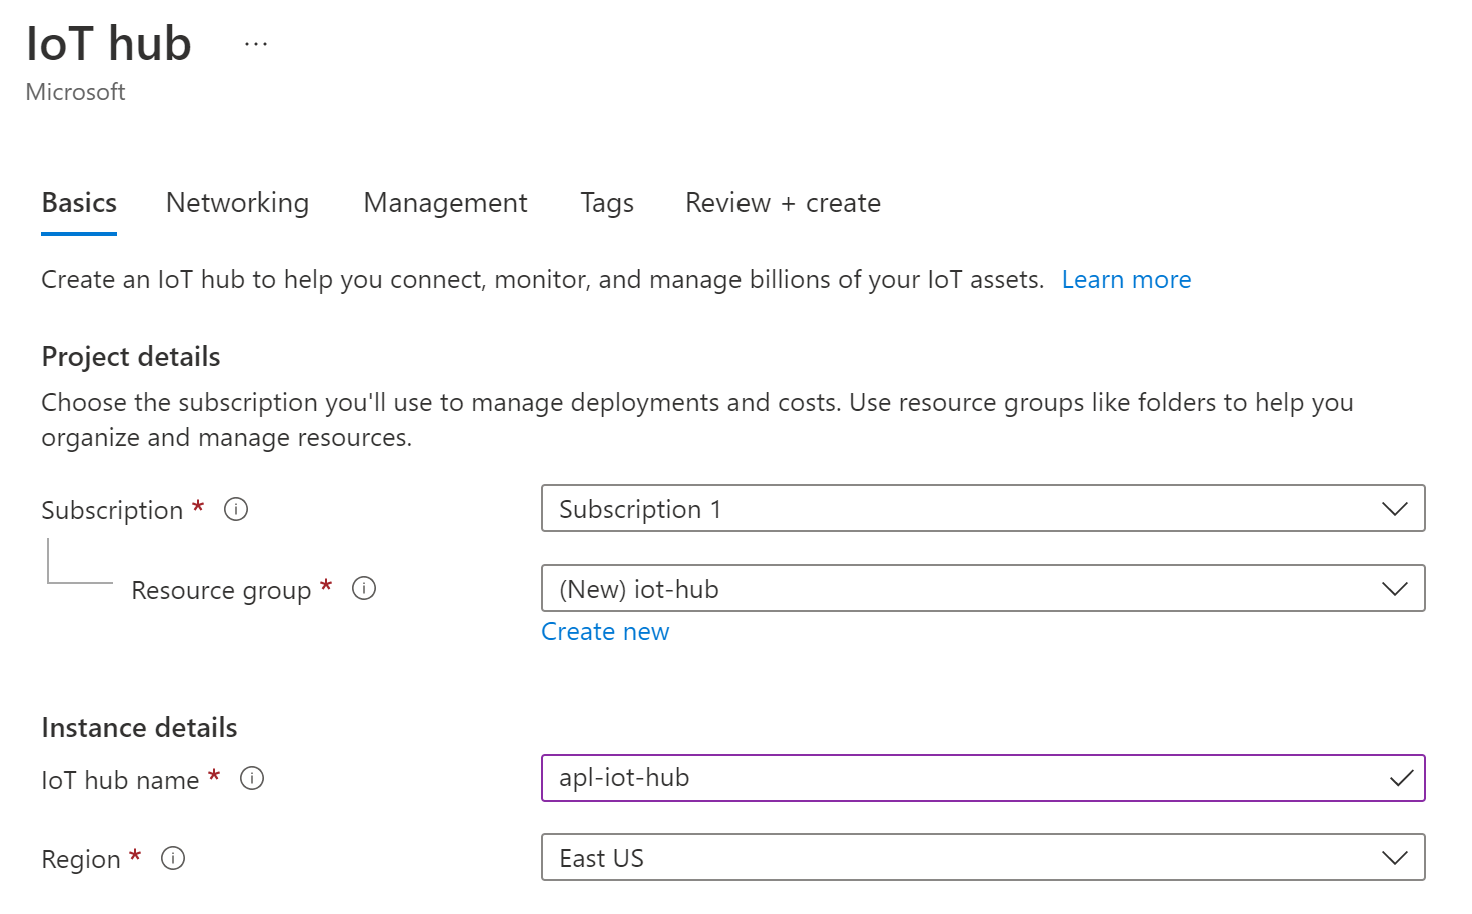 IoT hub ...
Microsoft
Basics Networking Management Tags Review + create
Create an IoT hub to help you connect, monitor, and manage billions of your IoT assets. Learn more
Project details
Choose the subscription you'll use to manage deployments and costs. Use resource groups like folders to help you
organize and manage resources.
Subscription * Subscription 1
Resource group * (New) iot-hub
Create new
Instance details
IoT hub name * apl-iot-hub
Region * East US